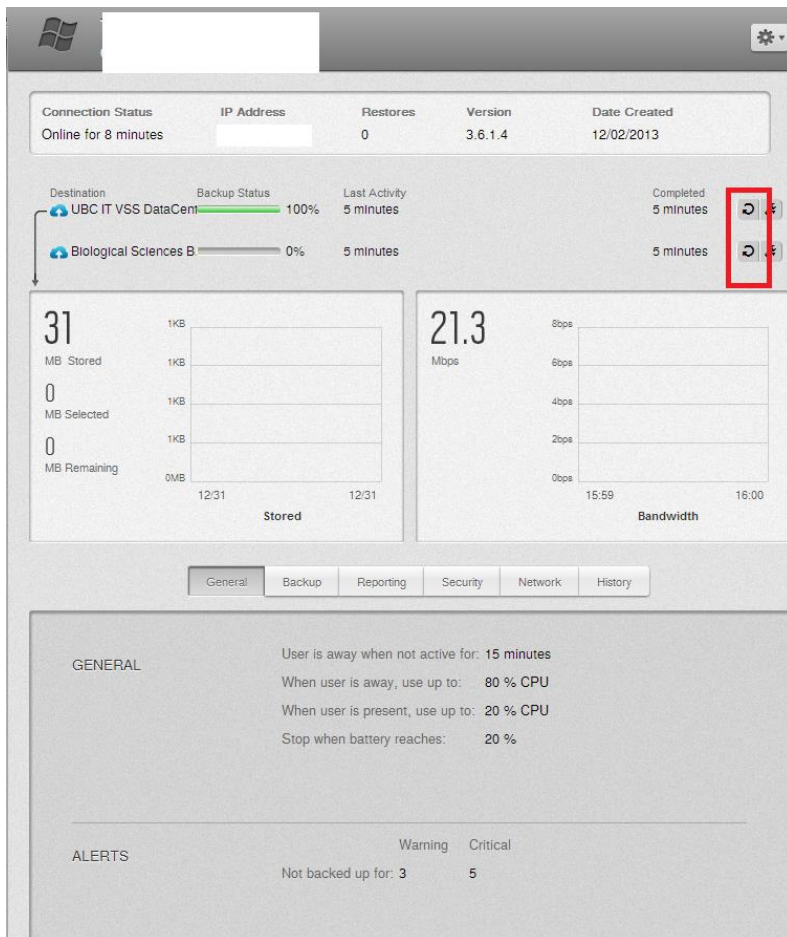 Connection Status IP Address Restores Version Date Created
Online for 8 minutes 0 3.6.1.4 12/02/2013
Destination Backup Status Last Activity Completed
UBC IT VSS DataCent 100% 5 minutes 5 minutes
Biological Sciences B 0% 5 minutes 5 minutes
31
MB Stored
0
MB Selected
0
MB Remaining
1KB
1KB
1KB
1KB
0MB
12/31 12/31
Stored
21.3
Mbps
8bps
6bps
4bps
2bps
0bps
15:59 16:00
Bandwidth
General Backup Reporting Security Network History
GENERAL
User is away when not active for: 15 minutes
When user is away, use up to: 80 % CPU
When user is present, use up to: 20 % CPU
Stop when battery reaches: 20 %
ALERTS
Warning Critical
Not backed up for: 3 5